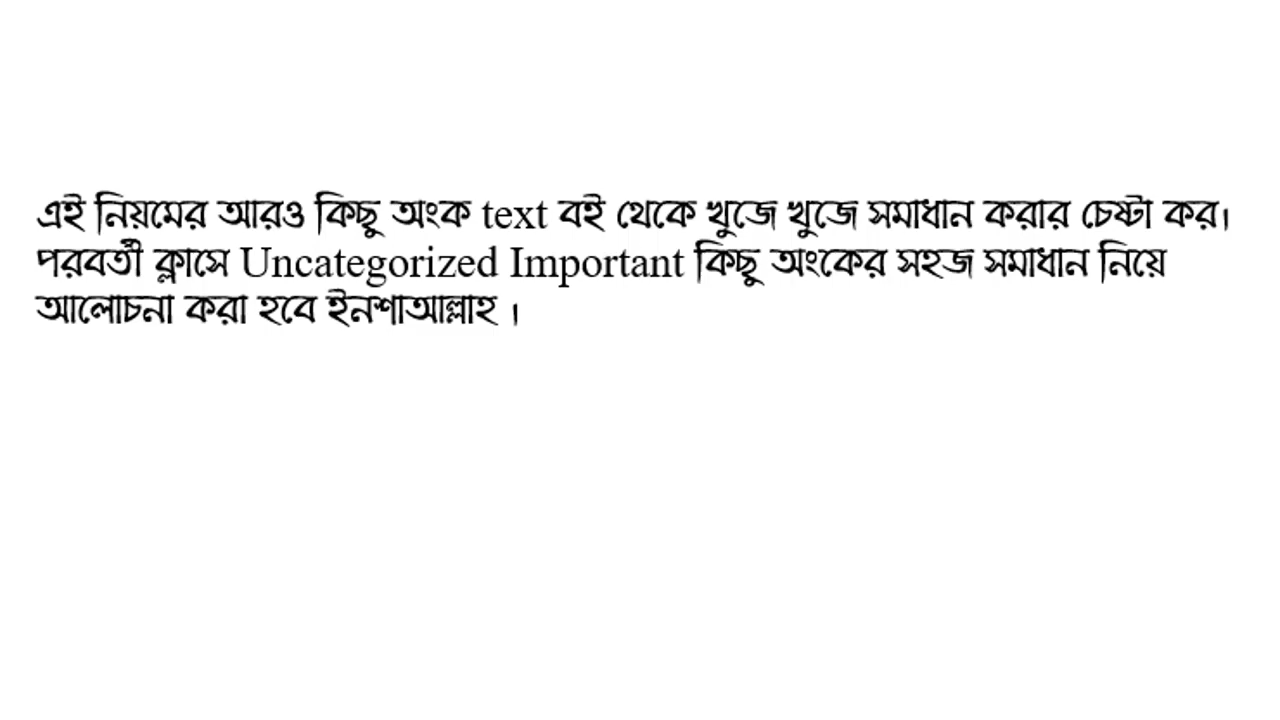 এই নিয়মের আরও কিছু অংক text বই থেকে খুজে খুজে সমাধান করার চেষ্টা কর।
পরবর্তী ক্লাসে Uncategorized Important কিছু অংকের সহজ সমাধান নিয়ে
আলোচনা করা হবে ইনশাআল্লাহ ।